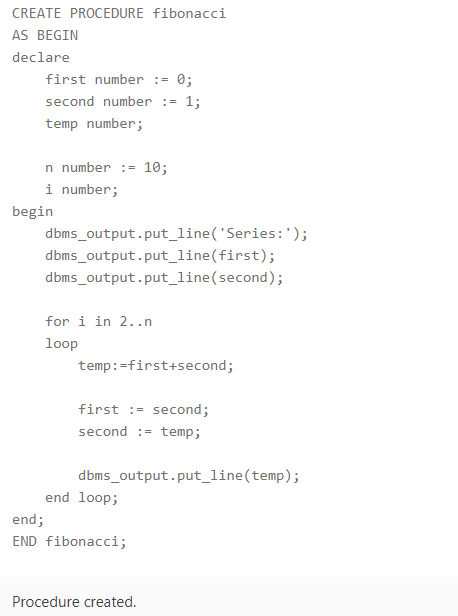 CREATE PROCEDURE fibonacci
AS BEGIN
declare
    first number := 0;
    second number := 1;
    temp number;

    n number := 10;
    i number;
begin
    dbms_output.put_line('Series:');
    dbms_output.put_line(first);
    dbms_output.put_line(second);

    for i in 2..n
    loop
        temp:=first+second;

        first := second;
        second := temp;

        dbms_output.put_line(temp);
    end loop;
end;
END fibonacci;

Procedure created.